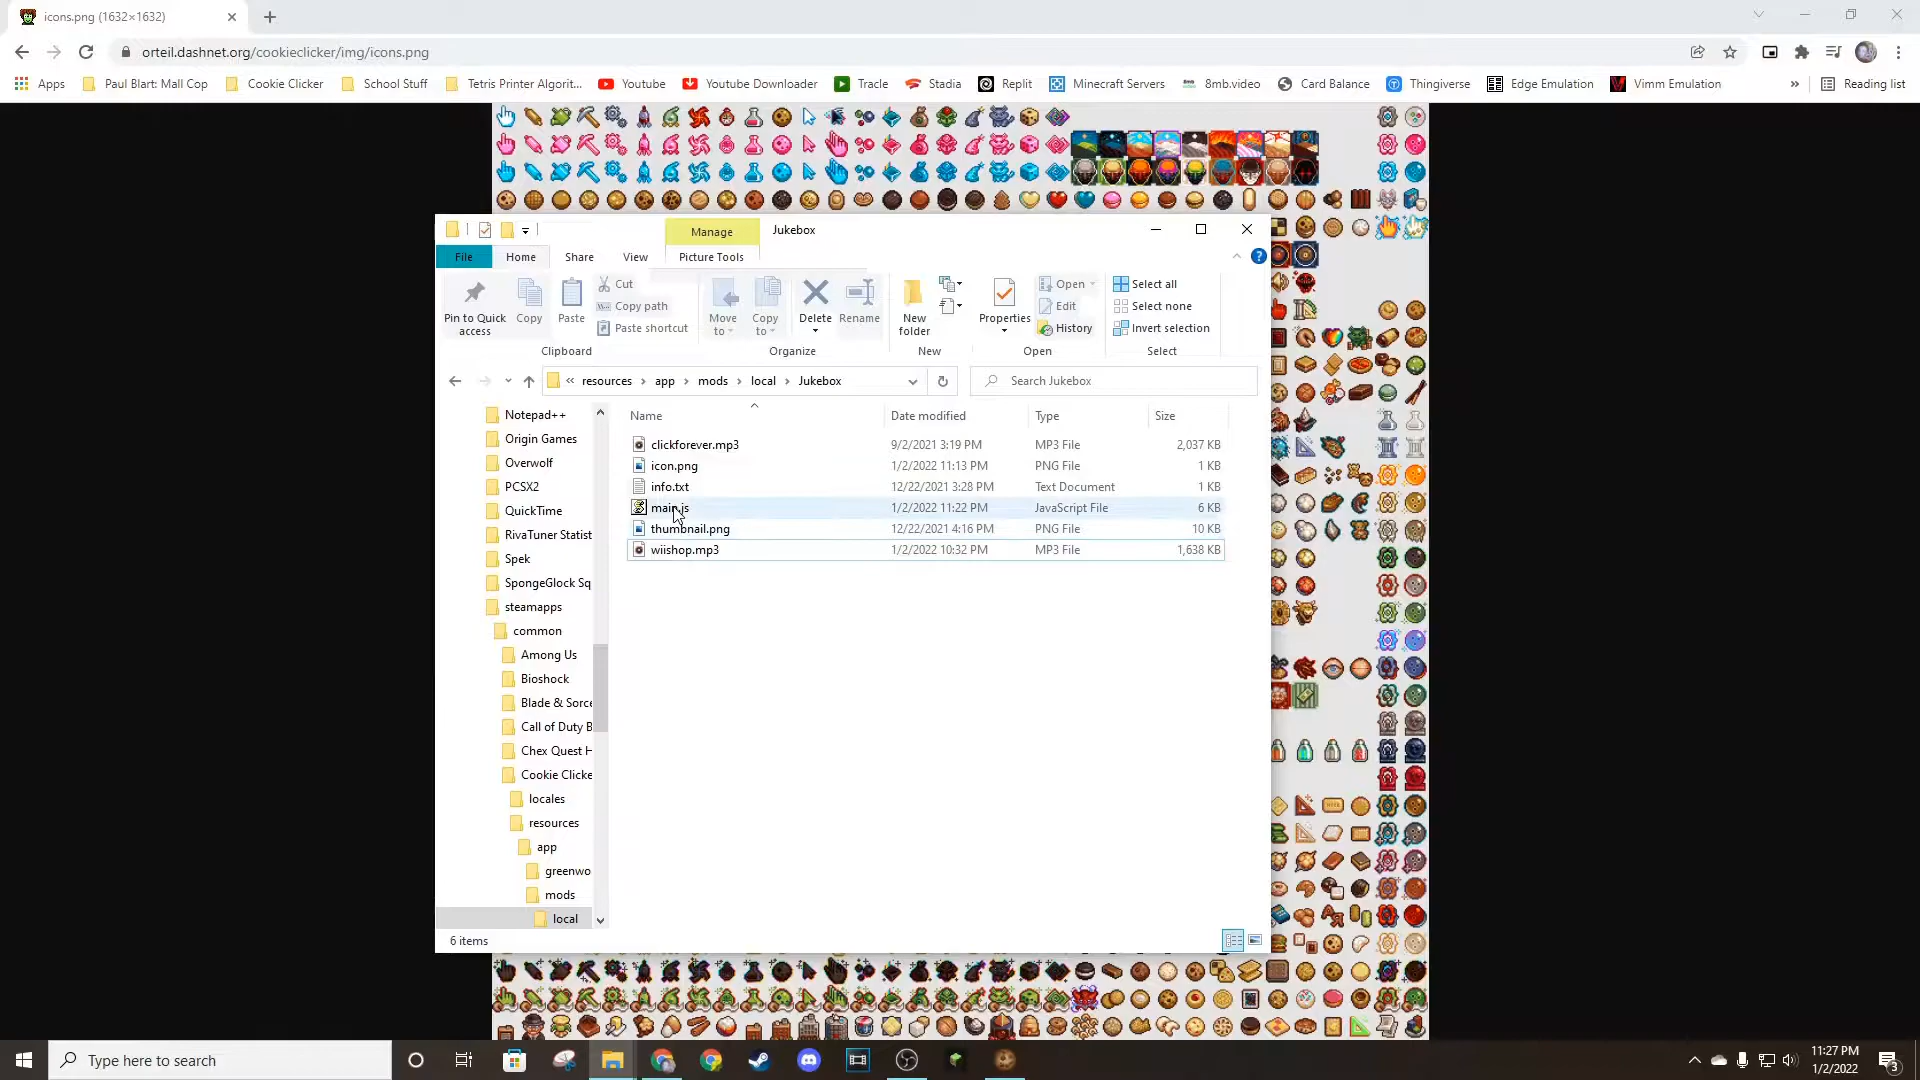 icons.png (1632×1632)
orteil.dashnet.org/cookieclicker/img/icons.png
Apps
Paul Blart: Mall Cop
Cookie Clicker
School Stuff
Tetris Printer Algorit...
Youtube
Youtube Downloader
Tracle
Stadia
Replit
Minecraft Servers
8mb.video
Card Balance
Thingiverse
Edge Emulation
Vimm Emulation
»
Reading list
Manage
Jukebox
File
Home
Share
View
Picture Tools
Pin to Quick
access
Copy
Paste
Cut
Copy path
Paste shortcut
Clipboard
Move
to
Copy
to
Delete
Rename
Organize
New
folder
New
Properties
Open
Edit
History
Open
Select all
Select none
Invert selection
Select
« resources › app › mods › local › Jukebox
Search Jukebox
Name
Date modified
Type
Size
clickforever.mp3 9/2/2021 3:19 PM MP3 File 2,037 KB
icon.png 1/2/2022 11:13 PM PNG File 1 KB
info.txt 12/22/2021 3:28 PM Text Document 1 KB
main.js 1/2/2022 11:22 PM JavaScript File 6 KB
thumbnail.png 12/22/2021 4:16 PM PNG File 10 KB
wiishop.mp3 1/2/2022 10:32 PM MP3 File 1,638 KB
Notepad++
Origin Games
Overwolf
PCSX2
QuickTime
RivaTuner Statist
Spek
SpongeGlock Sq
steamapps
common
Among Us
Bioshock
Blade & Sorce
Call of Duty B
Chex Quest H
Cookie Clicke
locales
resources
app
greenwo
mods
local
6 items
Type here to search
11:27 PM
1/2/2022
3